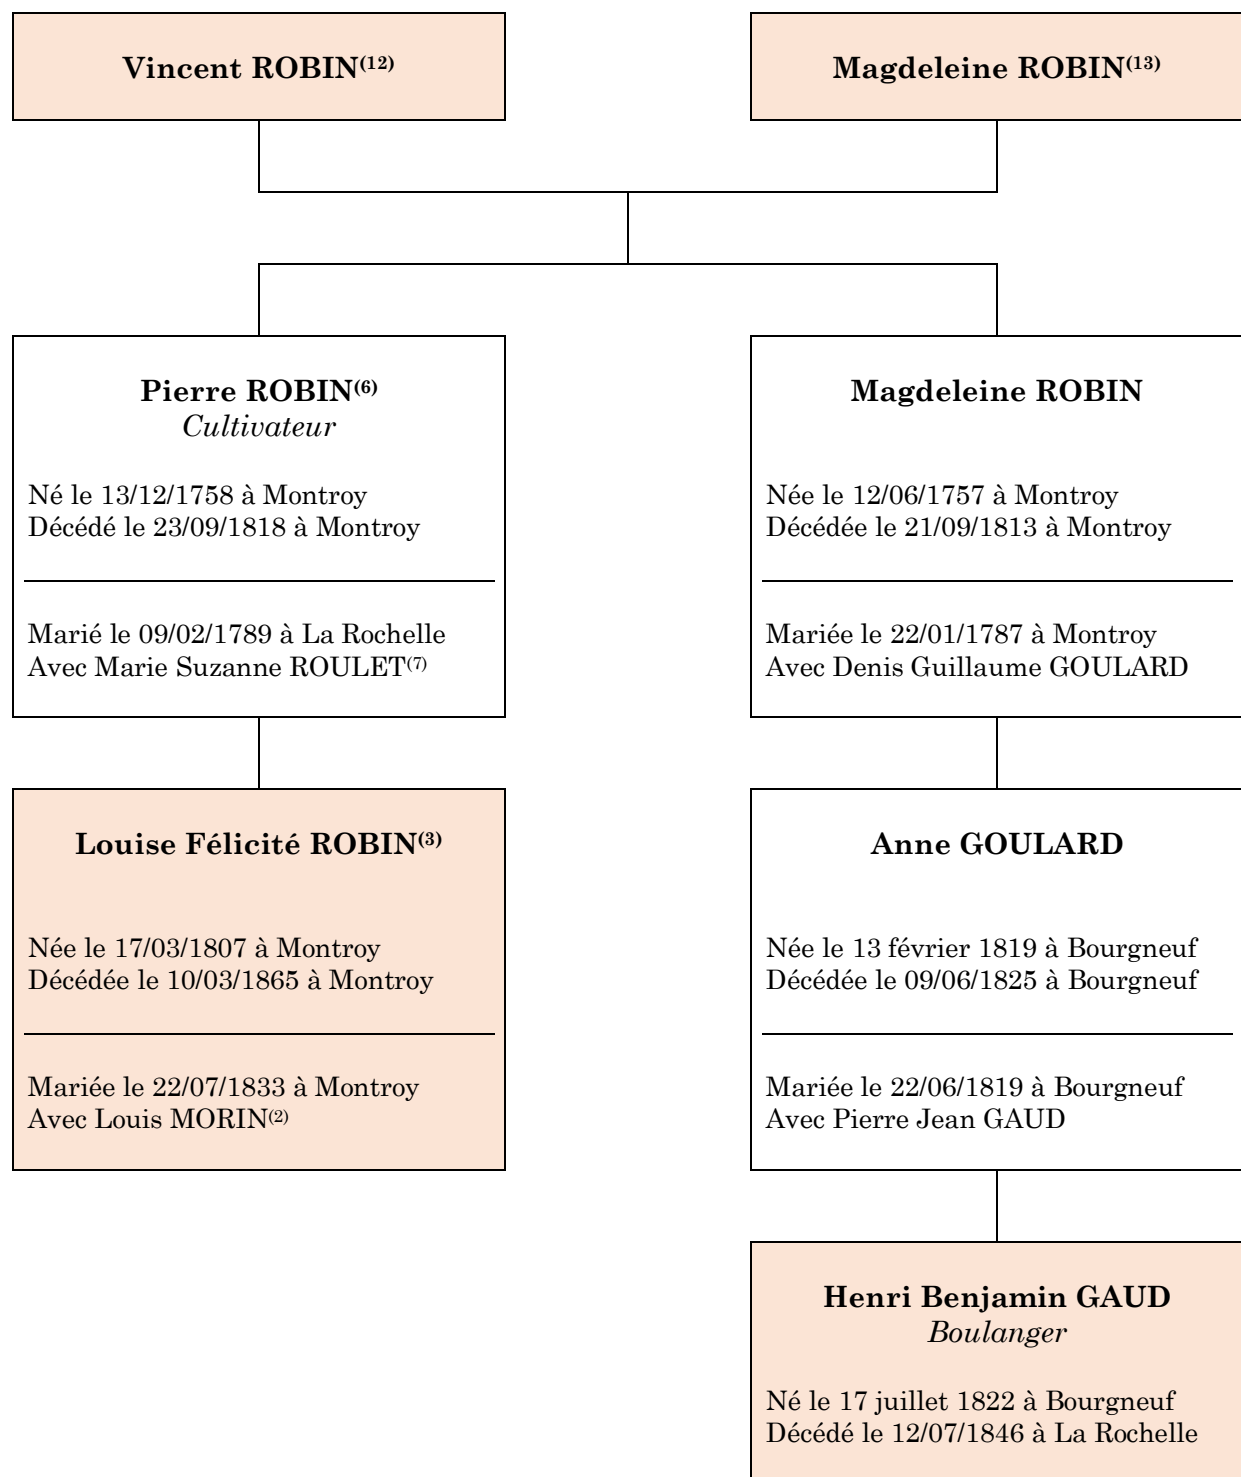 Vincent ROBIN(12)
Magdeleine ROBIN(13)
Pierre ROBIN(6)
Cultivateur
Né le 13/12/1758 à Montroy
Décédé le 23/09/1818 à Montroy
Marié le 09/02/1789 à La Rochelle
Avec Marie Suzanne ROULET(7)
Magdeleine ROBIN
Née le 12/06/1757 à Montroy
Décédée le 21/09/1813 à Montroy
Mariée le 22/01/1787 à Montroy
Avec Denis Guillaume GOULARD
Louise Félicité ROBIN(3)
Née le 17/03/1807 à Montroy
Décédée le 10/03/1865 à Montroy
Mariée le 22/07/1833 à Montroy
Avec Louis MORIN(2)
Anne GOULARD
Née le 13 février 1819 à Bourgneuf
Décédée le 09/06/1825 à Bourgneuf
Mariée le 22/06/1819 à Bourgneuf
Avec Pierre Jean GAUD
Henri Benjamin GAUD
Boulanger
Né le 17 juillet 1822 à Bourgneuf
Décédé le 12/07/1846 à La Rochelle